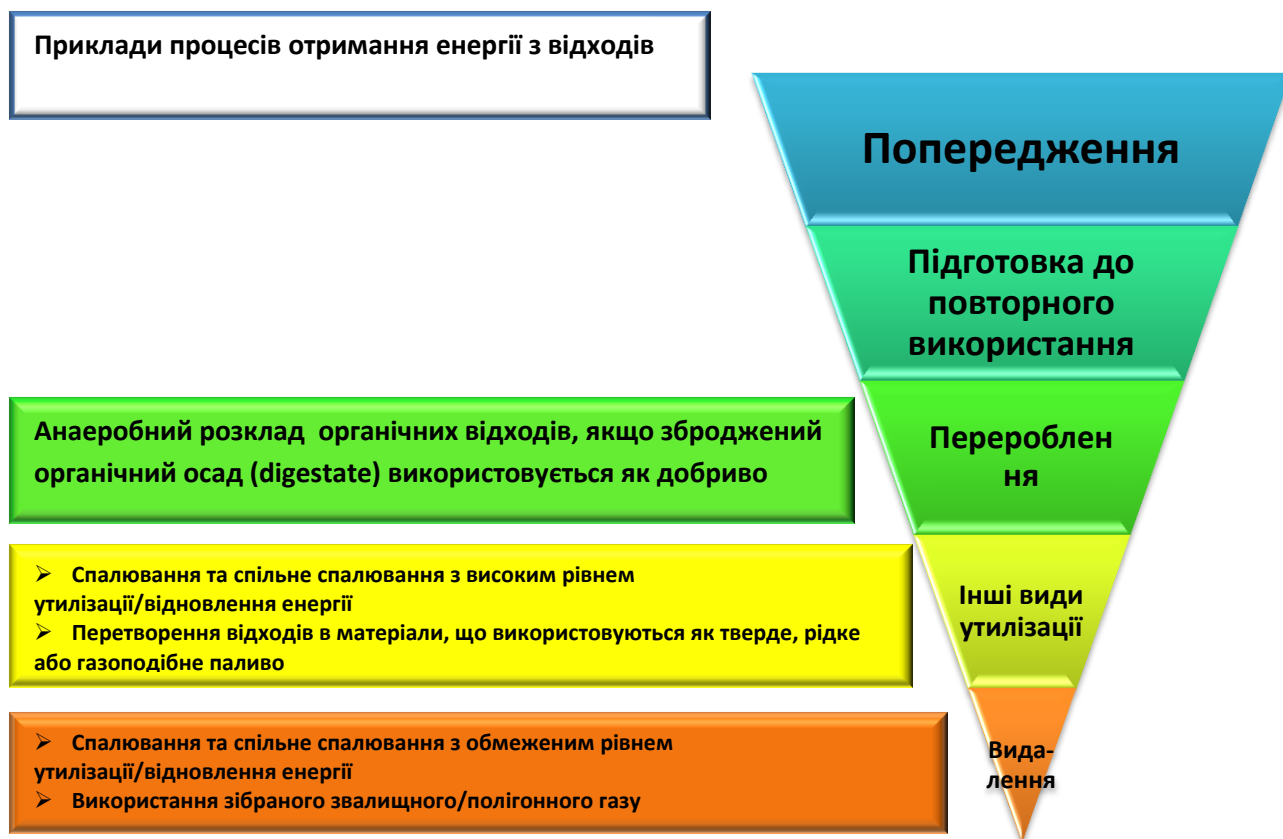 Приклади процесів отримання енергії з відходів
Попередження
Підготовка до
повторного
використання
Анаеробний розклад органічних відходів, якщо зброджений
органічний осад (digestate) використовується як добриво
Перероблен
ня
➢ Спалювання та спільне спалювання з високим рівнем
утилізації/відновлення енергії
➢ Перетворення відходів в матеріали, що використовуються як тверде, рідке
або газоподібне паливо
Інші види
утилізації
➢ Спалювання та спільне спалювання з обмеженим рівнем
утилізації/відновлення енергії
➢ Використання зібраного звалищного/полігонного газу
Вида-
лення